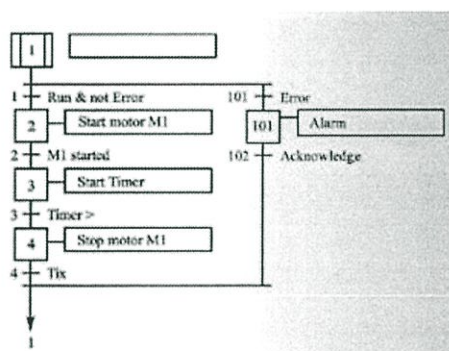 1
1 Run & not Error
101 Error
2 Start motor M1
101 Alarm
2 M1 started
102 Acknowledge
3 Start Timer
3 Timer >
4 Stop motor M1
4 Tix
1